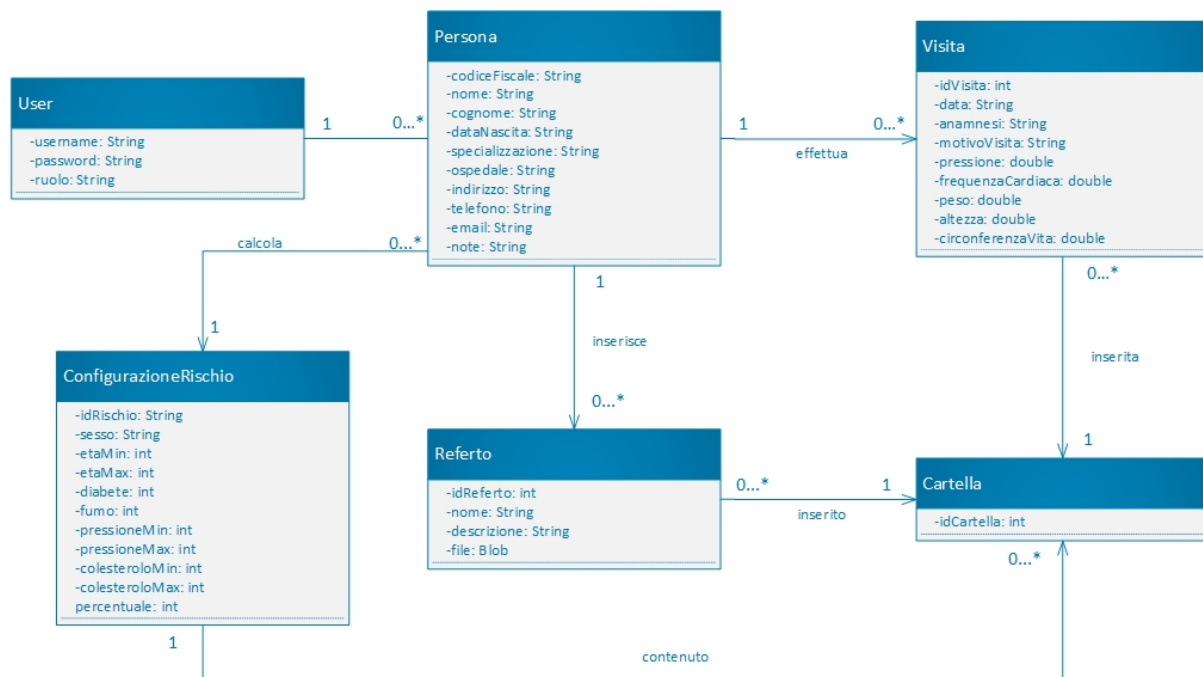 User
-username: String
-password: String
-ruolo: String
1
0...*
Persona
-codiceFiscale: String
-nome: String
-cognome: String
-dataNascita: String
-specializzazione: String
-ospedale: String
-indirizzo: String
-telefono: String
-email: String
-note: String
1
0...*
effettua
Visita
-idVisita: int
-data: String
-anamnesi: String
-motivoVisita: String
-pressione: double
-frequenzaCardiaca: double
-peso: double
-altezza: double
-circonferenzaVita: double
calcola
0...*
1
1
inserisce
0...*
0...*
inserita
1
ConfigurazioneRischio
-idRischio: String
-sesso: String
-etaMin: int
-etaMax: int
-diabete: int
-fumo: int
-pressioneMin: int
-pressioneMax: int
-colesteroloMin: int
-colesteroloMax: int
percentuale: int
Referto
-idReferto: int
-nome: String
-descrizione: String
-file: Blob
0...*
1
inserito
Cartella
-idCartella: int
0...*
1
contenuto